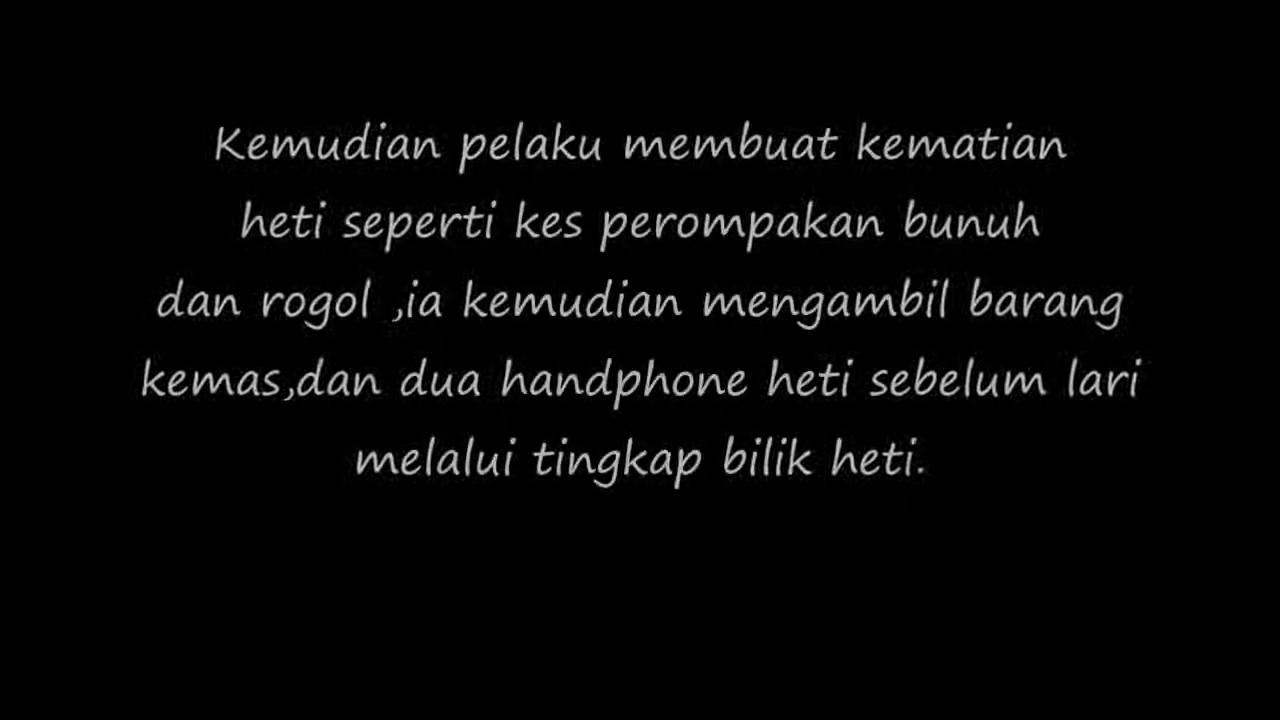 Kemudian pelaku membuat kematian
heti seperti kes perompakan bunuh
dan rogol ,ia kemudian mengambil barang
kemas,dan dua handphone heti sebelum lari
melalui tingkap bilik heti.